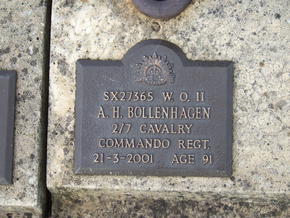 SX27365 W. O. II
A. H. BOLLENHAGEN
2/7 CAVALRY
COMMANDO REGT.
21-3-2001 AGE 91